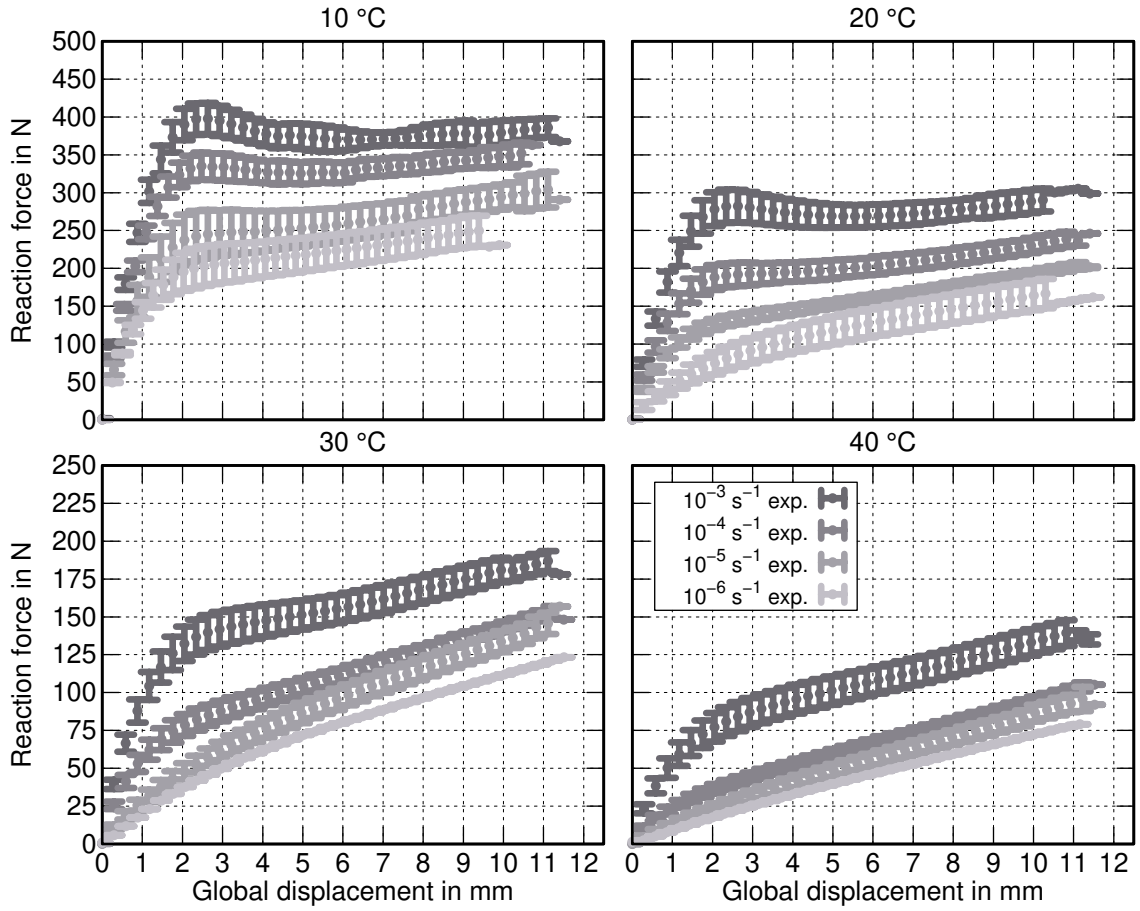 10 °C
20 °C
Reaction force in N
500
450
400
350
300
250
200
150
100
50
0
30 °C
40 °C
Reaction force in N
250
225
200
175
150
125
100
75
50
25
0
10⁻³ s⁻¹ exp.
10⁻⁴ s⁻¹ exp.
10⁻⁵ s⁻¹ exp.
10⁻⁶ s⁻¹ exp.
0 1 2 3 4 5 6 7 8 9 10 11 12
0 1 2 3 4 5 6 7 8 9 10 11 12
Global displacement in mm
Global displacement in mm